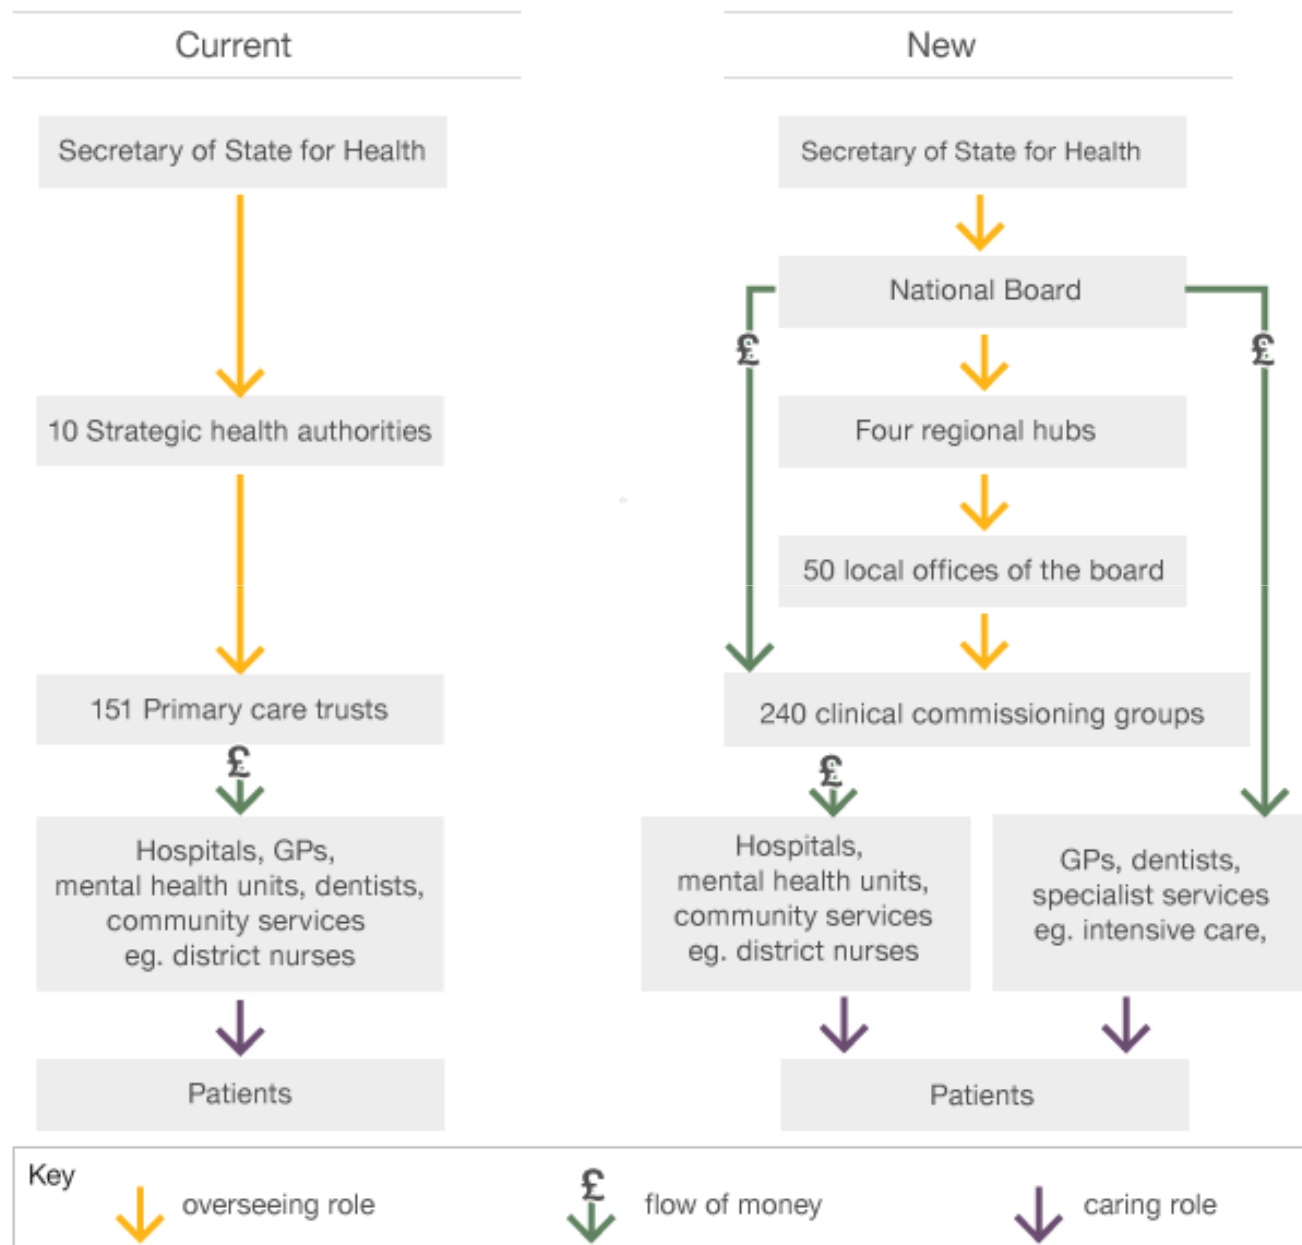 Current
Secretary of State for Health
10 Strategic health authorities
151 Primary care trusts
£
Hospitals, GPs,
mental health units, dentists,
community services
eg. district nurses
Patients
New
Secretary of State for Health
National Board
£
£
Four regional hubs
50 local offices of the board
240 clinical commissioning groups
£
Hospitals,
mental health units,
community services
eg. district nurses
GPs, dentists,
specialist services
eg. intensive care,
Patients
Key
overseeing role
£
flow of money
caring role